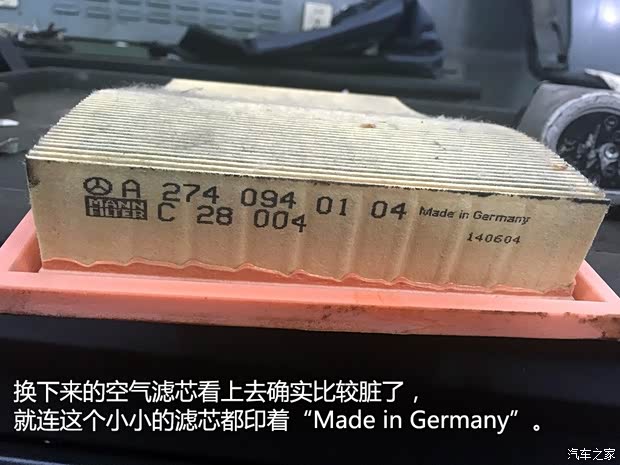 A 274 094 01 04 Made in Germany
MANN FILTER C 28 004
140604
换下来的空气滤芯看上去确实比较脏了，
就连这个小小的滤芯都印着“Made in Germany”。
汽车之家